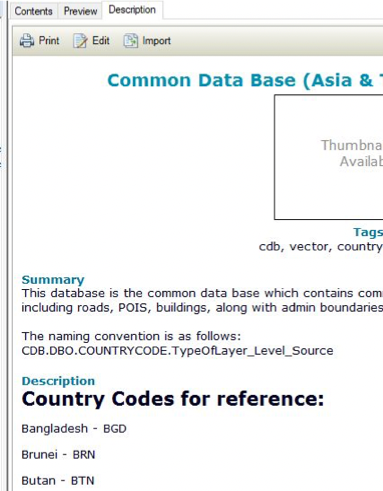 Contents Preview Description
Print Edit Import
Common Data Base (Asia &
Thumbna
Availab
Tags
cdb, vector, country
Summary
This database is the common data base which contains com
including roads, POIS, buildings, along with admin boundaries
The naming convention is as follows:
CDB.DBO.COUNTRYCODE.TypeOfLayer_Level_Source
Description
Country Codes for reference:
Bangladesh - BGD
Brunei - BRN
Butan - BTN